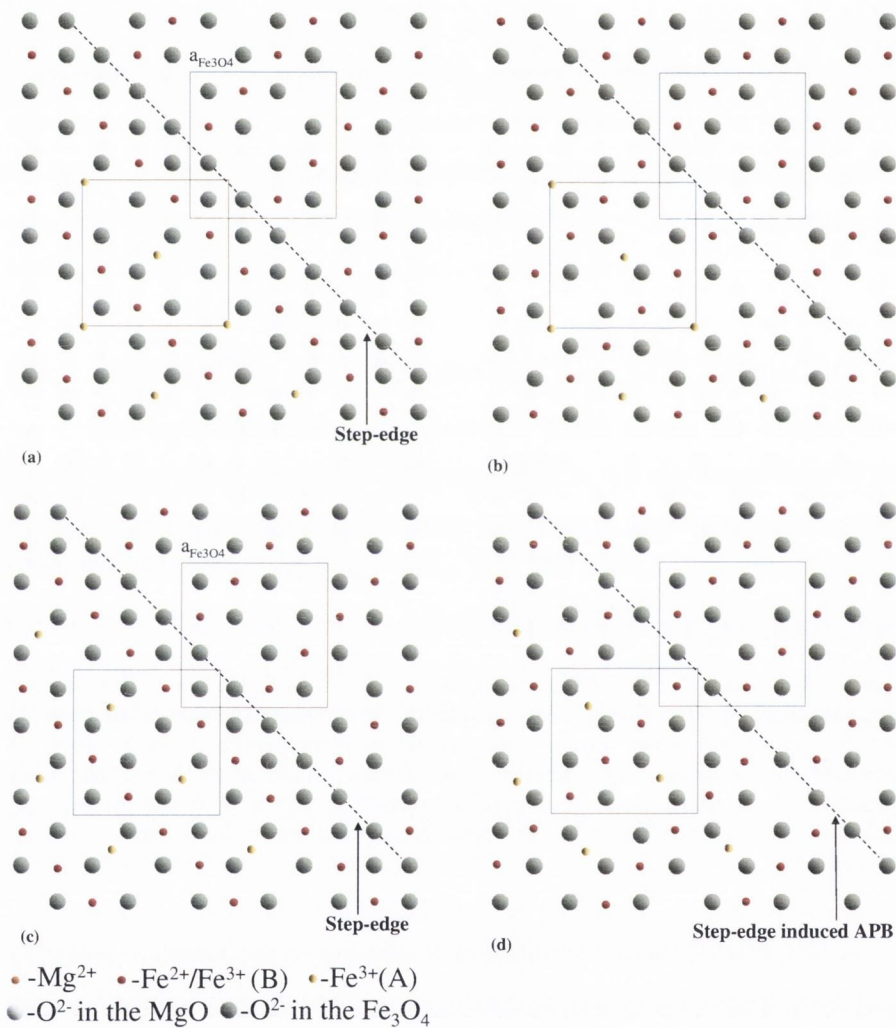 a_Fe3O4
Step-edge
(a)
(b)
a_Fe3O4
Step-edge
(c)
Step-edge induced APB
(d)
-Mg²⁺ -Fe²⁺/Fe³⁺ (B) -Fe³⁺(A)
-O²⁻ in the MgO -O²⁻ in the Fe₃O₄